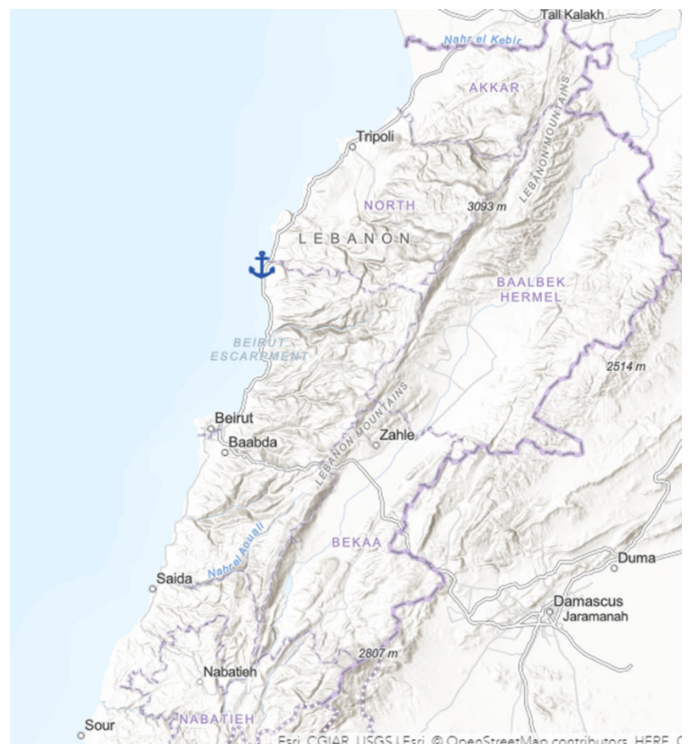 Tall Kalakh
Nahr el Kebir
AKKAR
LEBANON MOUNTAINS
Tripoli
NORTH
3093 m
LEBANON
BAALBEK
HERMEL
BEIRUT
ESCARPMENT
2514 m
LEBANON MOUNTAINS
Beirut
Baabda
Zahle
BEKAA
Nahr el Aouali
Duma
Saida
Damascus
Jaramanah
2807 m
Nabatieh
NABATIEH
Sour
Esri, CGIAR, USGS | Esri, © OpenStreetMap contributors, HERE,